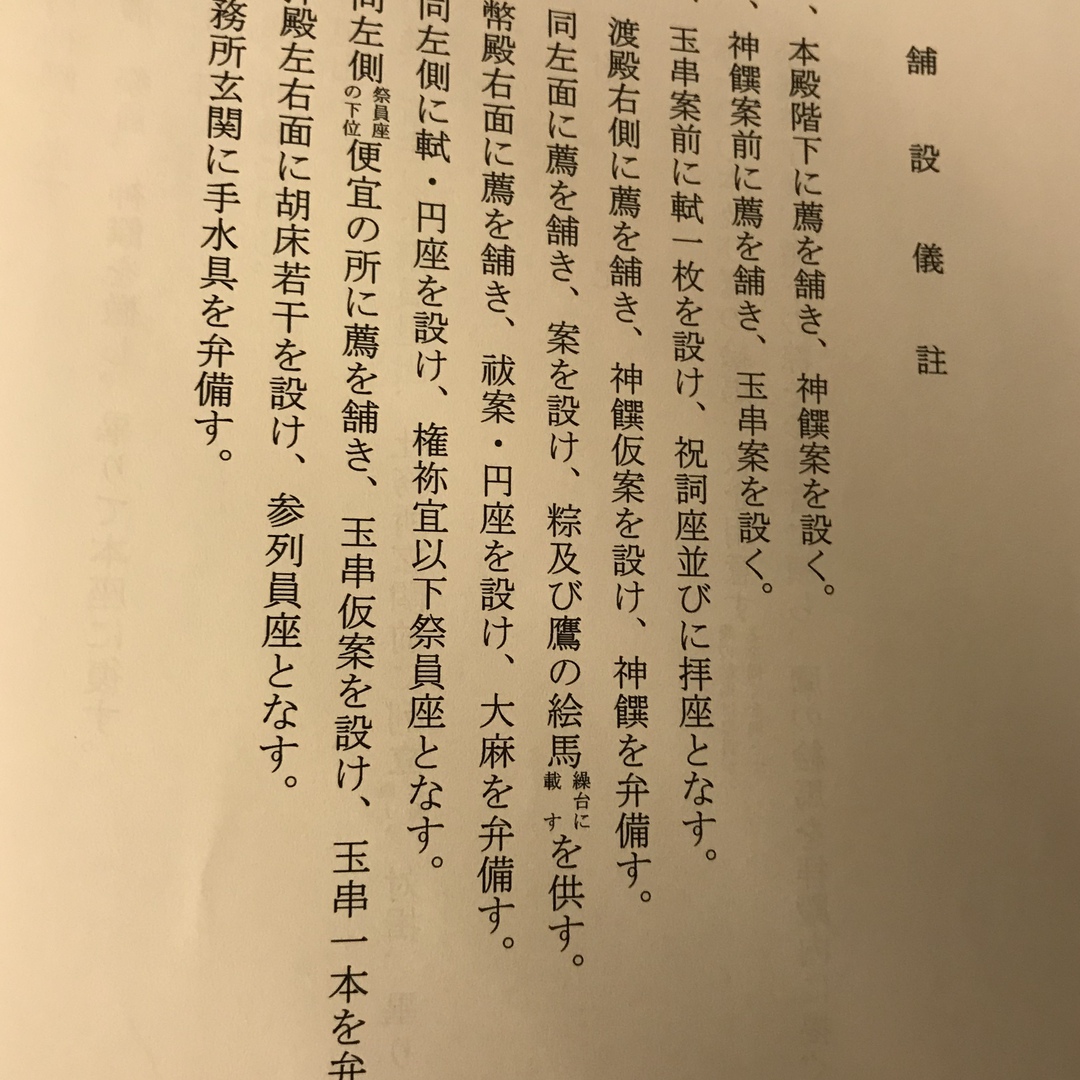 舗設儀註
、本殿階下に薦を舗き、神饌案を設く。
、神饌案前に薦を舗き、玉串案を設く。
、玉串案前に軾一枚を設け、祝詞座並びに拝座となす。
渡殿右側に薦を舗き、神饌仮案を設け、神饌を弁備す。
同左面に薦を舗き、案を設け、粽及び鷹の絵馬繰台に載すを供す。
幣殿右面に薦を舗き、祓案・円座を設け、大麻を弁備す。
同左側に軾・円座を設け、権祢宜以下祭員座となす。
同左側祭員座の下位便宜の所に薦を舗き、玉串仮案を設け、玉串一本を弁
拝殿左右面に胡床若干を設け、参列員座となす。
務所玄関に手水具を弁備す。